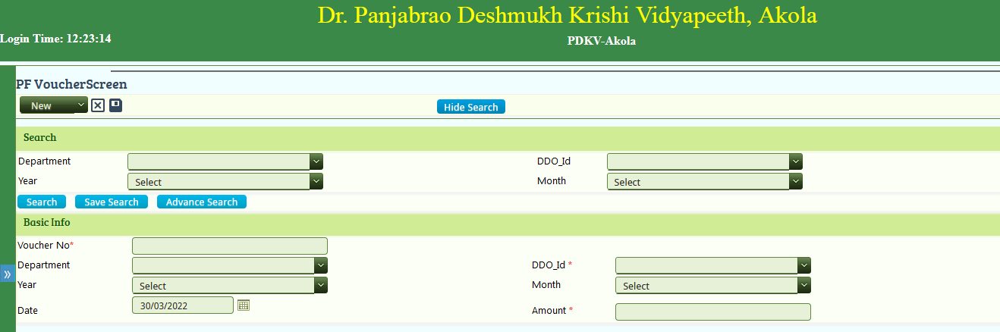 Dr. Panjabrao Deshmukh Krishi Vidyapeeth, Akola
Login Time: 12:23:14
PDKV-Akola
PF VoucherScreen
New Hide Search
Search
Department DDO_Id
Year Select Month Select
Search Save Search Advance Search
Basic Info
Voucher No*
Department DDO_Id *
Year Select Month Select
Date 30/03/2022 Amount *